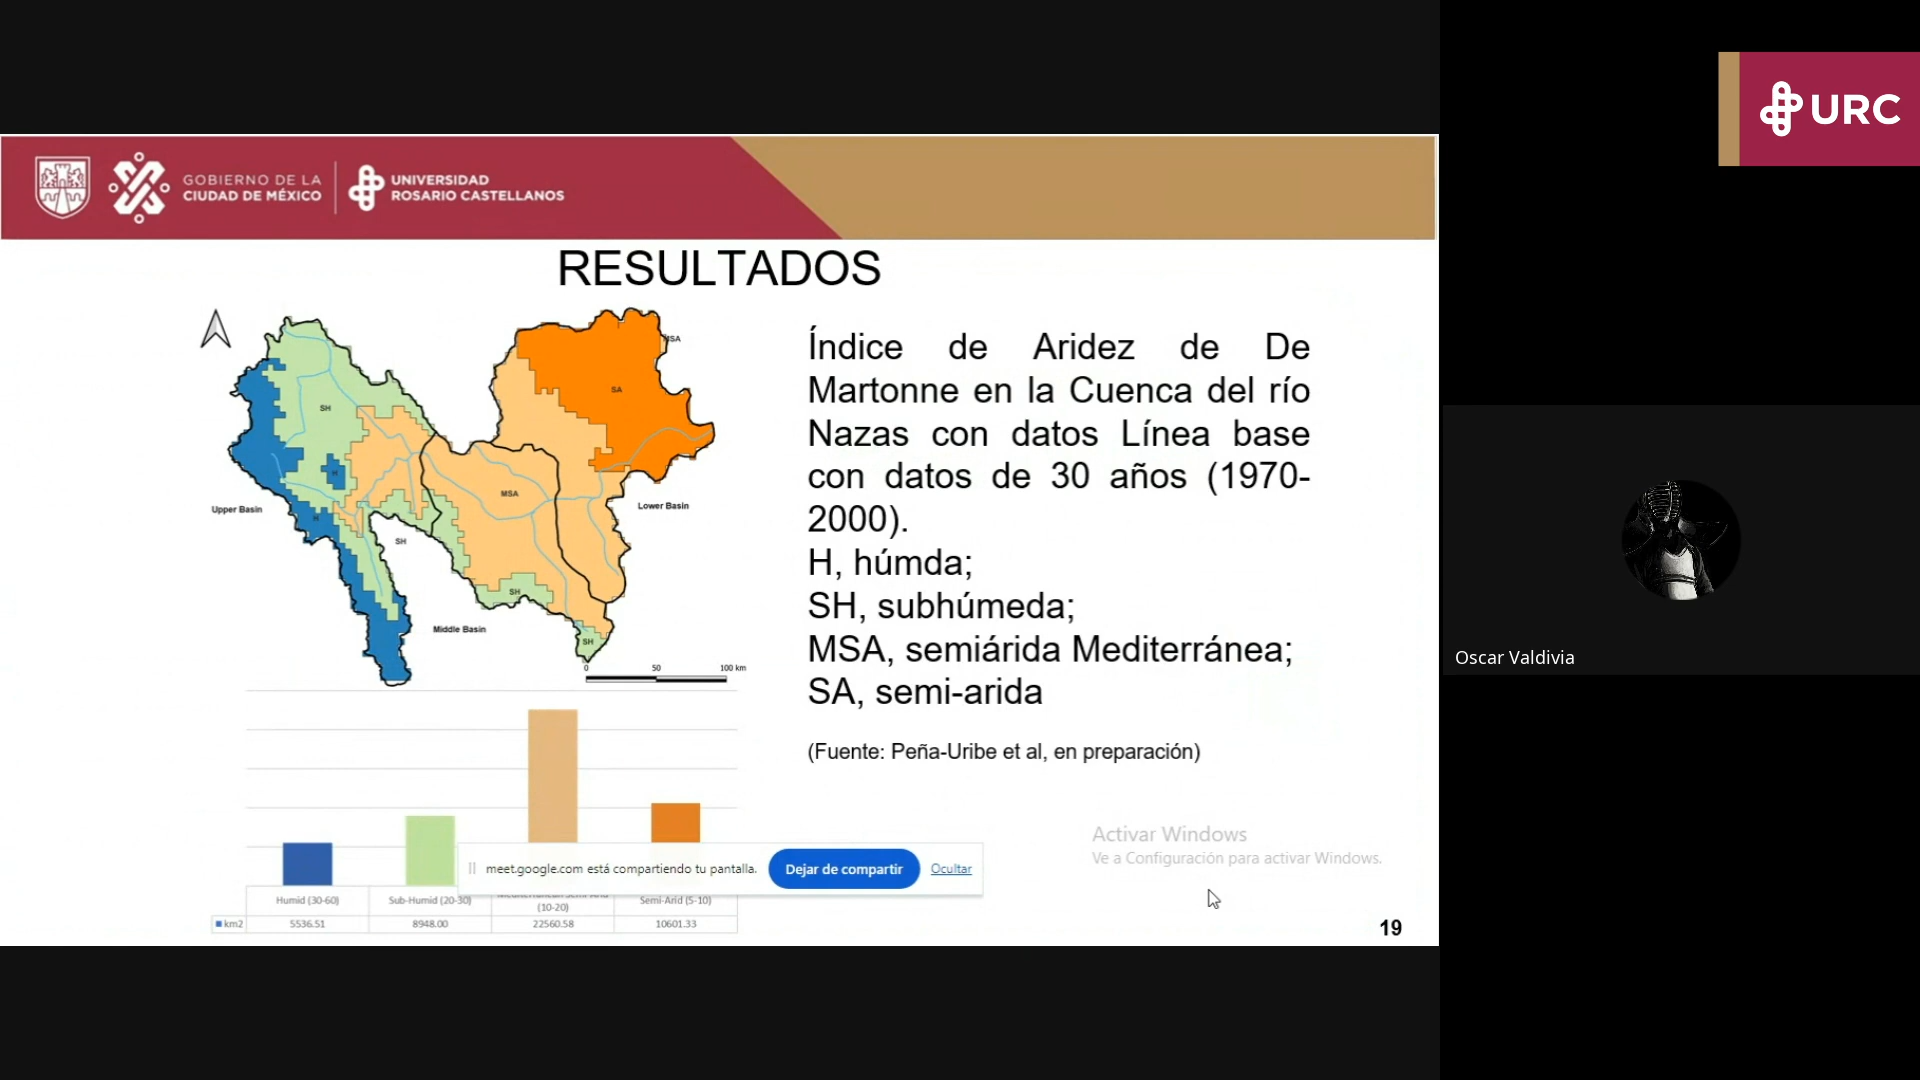 URC
GOBIERNO DE LA
CIUDAD DE MÉXICO
UNIVERSIDAD
ROSARIO CASTELLANOS
RESULTADOS
MSA
SA
SH
H
Upper Basin
MSA
Lower Basin
H
SH
SH
Middle Basin
SH
0 50 100 km
Índice de Aridez de De
Martonne en la Cuenca del río
Nazas con datos Línea base
con datos de 30 años (1970-
2000).
H, húmda;
SH, subhúmeda;
MSA, semiárida Mediterránea;
SA, semi-arida
(Fuente: Peña-Uribe et al, en preparación)
Oscar Valdivia
Activar Windows
Ve a Configuración para activar Windows.
meet.google.com está compartiendo tu pantalla.
Dejar de compartir
Ocultar
Humid (30-60) Sub-Humid (20-30) (10-20) Semi-Arid (5-10)
km2 5536.51 8948.00 22560.58 10601.33
19